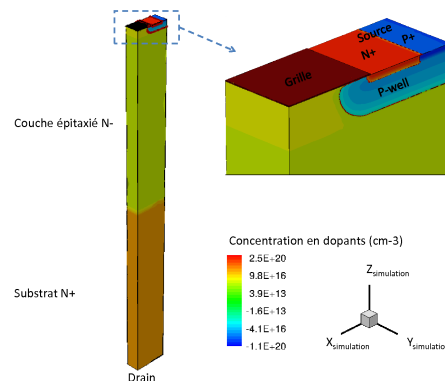 Source
P+
N+
Grille
P-well
Couche épitaxié N-
Concentration en dopants (cm-3)
2.5E+20
9.8E+16
3.9E+13
-1.1E+13
-4.1E+16
-1.1E+20
Substrat N+
Zsimulation
Xsimulation
Ysimulation
Drain